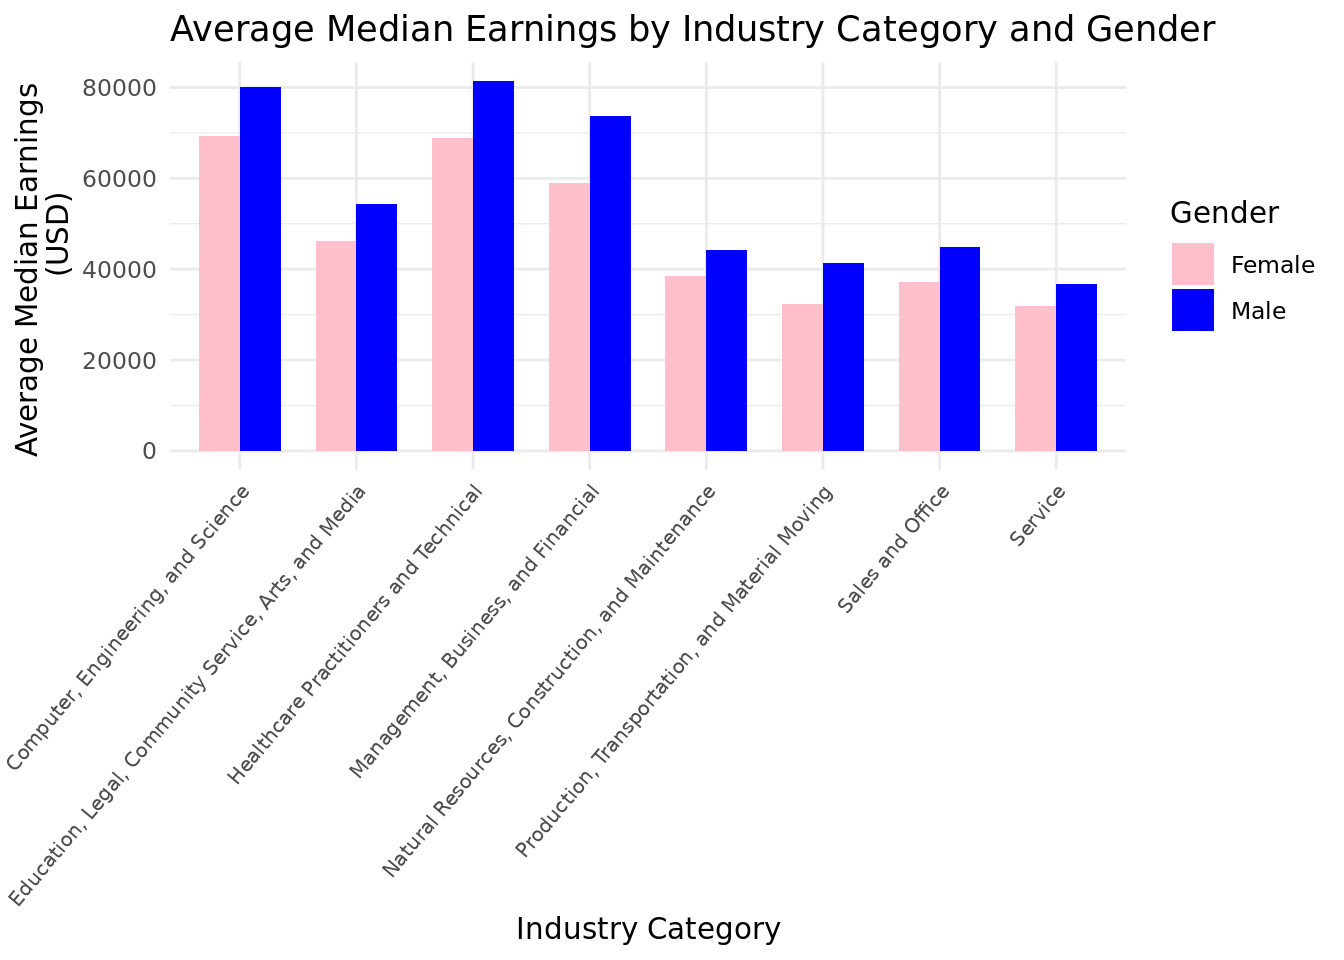 Average Median Earnings by Industry Category and Gender
Average Median Earnings
(USD)
80000
60000
40000
20000
0
Computer, Engineering, and Science
Education, Legal, Community Service, Arts, and Media
Healthcare Practitioners and Technical
Management, Business, and Financial
Natural Resources, Construction, and Maintenance
Production, Transportation, and Material Moving
Sales and Office
Service
Industry Category
Gender
Female
Male